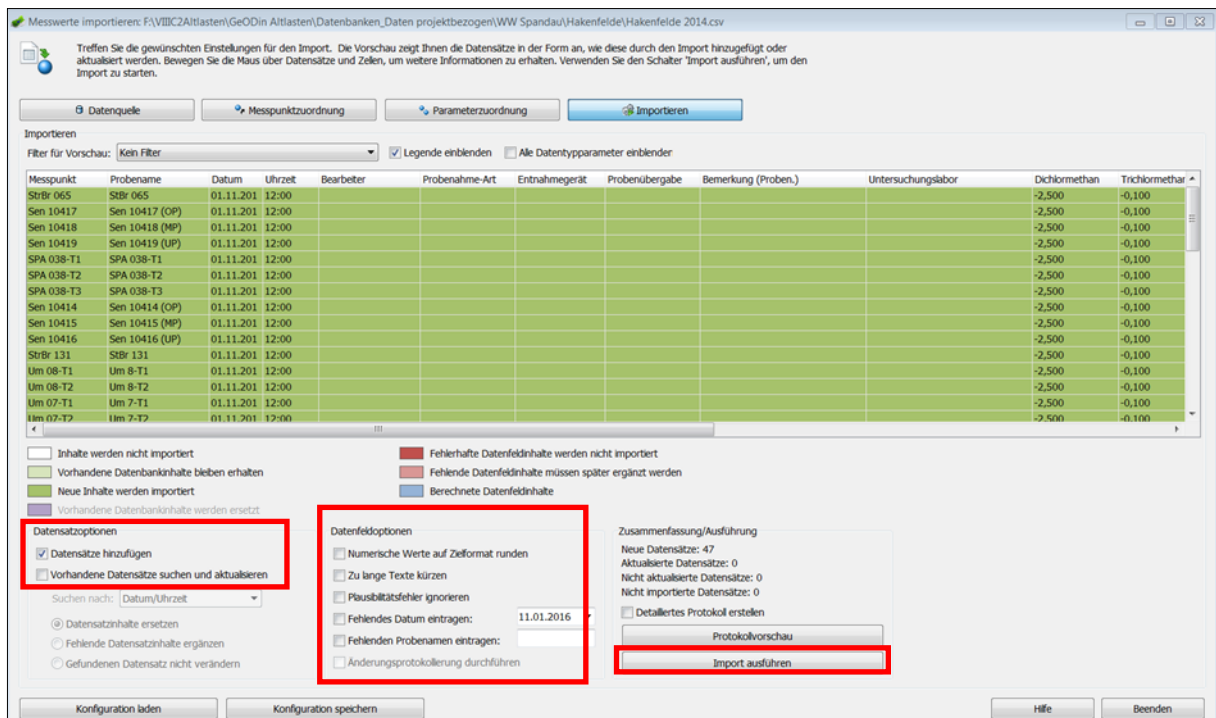 Messwerte importieren: F:\VIIIC2Altlasten\GeODin Altlasten\Datenbanken_Daten projektbezogen\WW Spandau\Hakenfelde\Hakenfelde 2014.csv
Treffen Sie die gewünschten Einstellungen für den Import. Die Vorschau zeigt Ihnen die Datensätze in der Form an, wie diese durch den Import hinzugefügt oder
aktualsiert werden. Bewegen Sie die Maus über Datensätze und Zellen, um weitere Informationen zu erhalten. Verwenden Sie den Schalter 'Import ausführen', um den
Import zu starten.
Datenquelle Messpunktzuordnung Parameterzuordnung Importieren
Importieren
Filter für Vorschau: Kein Filter Legende einblenden Alle Datentypparameter einblenden
Messpunkt Probename Datum Uhrzeit Bearbeiter Probenahme-Art Entnahmegerät Probenübergabe Bemerkung (Proben.) Untersuchungslabor Dichlormethan Trichlormethan
StrBr 065 StBr 065 01.11.201 12:00 -2,500 -0,100
Sen 10417 Sen 10417 (OP) 01.11.201 12:00 -2,500 -0,100
Sen 10418 Sen 10418 (MP) 01.11.201 12:00 -2,500 -0,100
Sen 10419 Sen 10419 (UP) 01.11.201 12:00 -2,500 -0,100
SPA 038-T1 SPA 038-T1 01.11.201 12:00 -2,500 -0,100
SPA 038-T2 SPA 038-T2 01.11.201 12:00 -2,500 -0,100
SPA 038-T3 SPA 038-T3 01.11.201 12:00 -2,500 -0,100
Sen 10414 Sen 10414 (OP) 01.11.201 12:00 -2,500 -0,100
Sen 10415 Sen 10415 (MP) 01.11.201 12:00 -2,500 -0,100
Sen 10416 Sen 10416 (UP) 01.11.201 12:00 -2,500 -0,100
StrBr 131 StBr 131 01.11.201 12:00 -2,500 -0,100
Um 08-T1 Um 8-T1 01.11.201 12:00 -2,500 -0,100
Um 08-T2 Um 8-T2 01.11.201 12:00 -2,500 -0,100
Um 07-T1 Um 7-T1 01.11.201 12:00 -2,500 -0,100
Um 07-T2 Um 7-T2 01.11.201 12:00 -2,500 -0,100
Inhalte werden nicht importiert Fehlerhafte Datenfeldinhalte werden nicht importiert
Vorhandene Datenbankinhalte bleiben erhalten Fehlende Datenfeldinhalte müssen später ergänzt werden
Neue Inhalte werden importiert Berechnete Datenfeldinhalte
Vorhandene Datenbankinhalte werden ersetzt
Datensatzoptionen
Datensätze hinzufügen
Vorhandene Datensätze suchen und aktualisieren
Suchen nach: Datum/Uhrzeit
Datensatzinhalte ersetzen
Fehlende Datensatzinhalte ergänzen
Gefundenen Datensatz nicht verändern
Datenfeldoptionen
Numerische Werte auf Zielformat runden
Zu lange Texte kürzen
Plausibilitätsfehler ignorieren
Fehlendes Datum eintragen: 11.01.2016
Fehlenden Probenamen eintragen:
Änderungsprotokollierung durchführen
Zusammenfassung/Ausführung
Neue Datensätze: 47
Aktualisierte Datensätze: 0
Nicht aktualisierte Datensätze: 0
Nicht importierte Datensätze: 0
Detailliertes Protokoll erstellen
Protokollvorschau
Import ausführen
Konfiguration laden Konfiguration speichern Hilfe Beenden